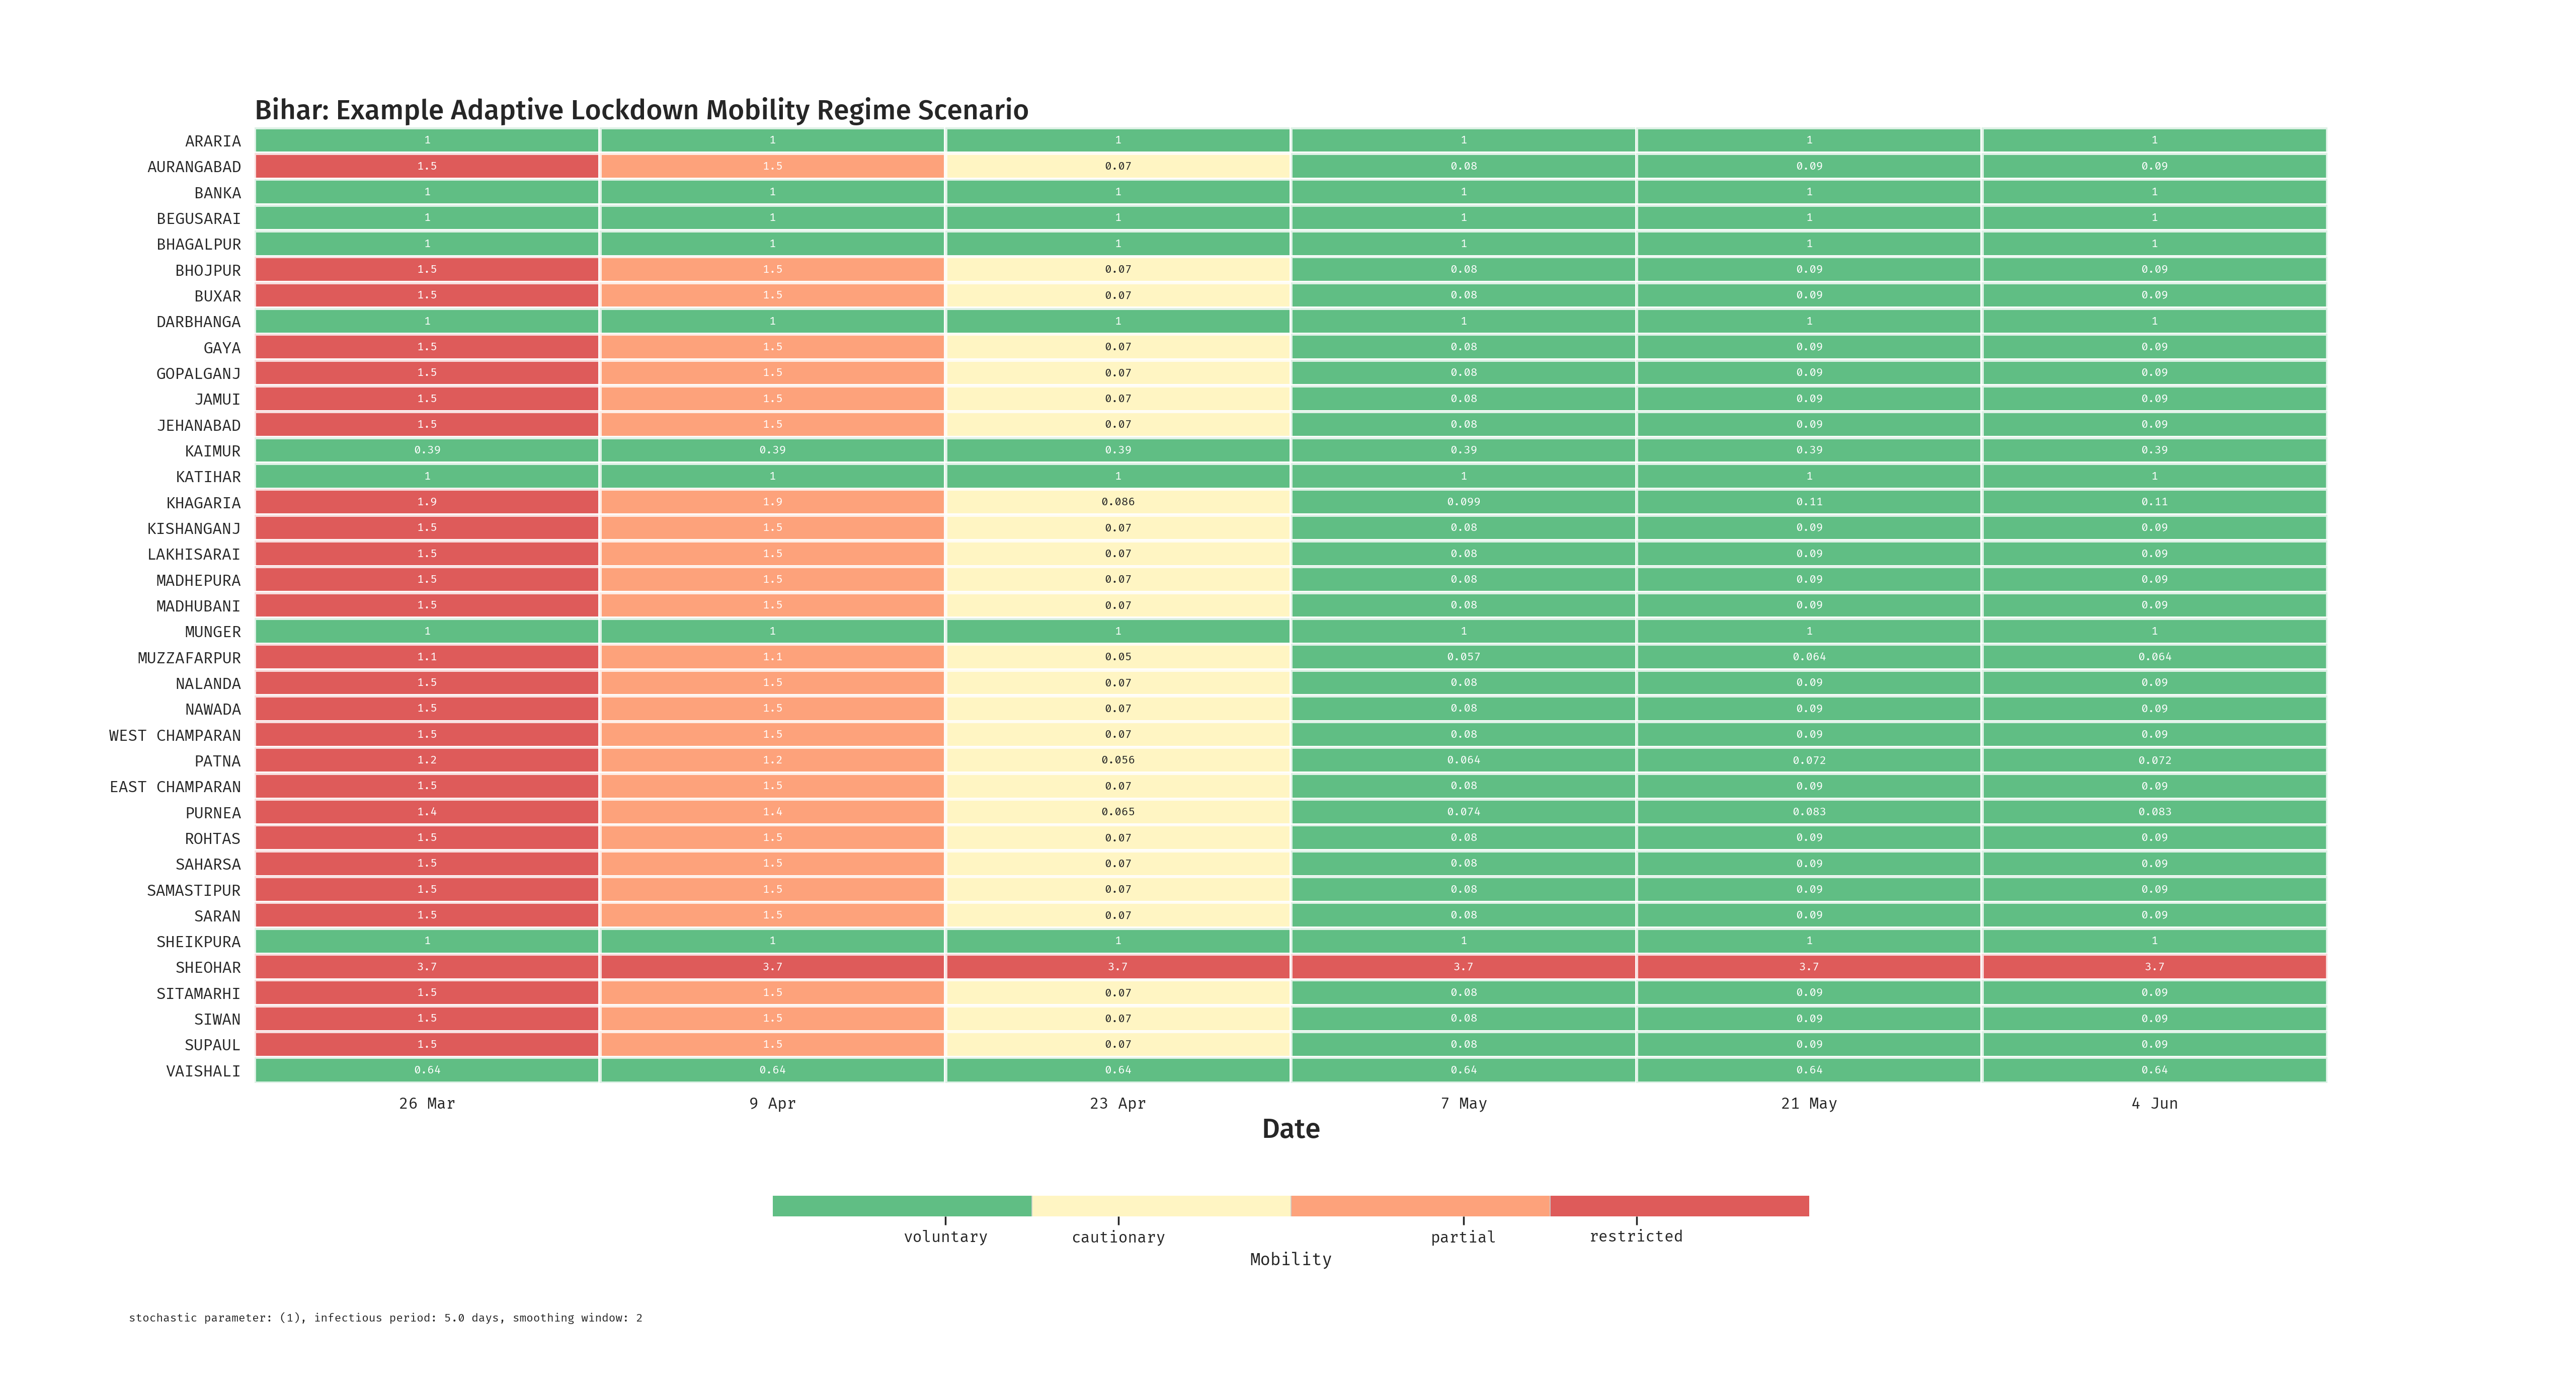 Bihar: Example Adaptive Lockdown Mobility Regime Scenario
ARARIA 1 1 1 1 1 1
AURANGABAD 1.5 1.5 0.07 0.08 0.09 0.09
BANKA 1 1 1 1 1 1
BEGUSARAI 1 1 1 1 1 1
BHAGALPUR 1 1 1 1 1 1
BHOJPUR 1.5 1.5 0.07 0.08 0.09 0.09
BUXAR 1.5 1.5 0.07 0.08 0.09 0.09
DARBHANGA 1 1 1 1 1 1
GAYA 1.5 1.5 0.07 0.08 0.09 0.09
GOPALGANJ 1.5 1.5 0.07 0.08 0.09 0.09
JAMUI 1.5 1.5 0.07 0.08 0.09 0.09
JEHANABAD 1.5 1.5 0.07 0.08 0.09 0.09
KAIMUR 0.39 0.39 0.39 0.39 0.39 0.39
KATIHAR 1 1 1 1 1 1
KHAGARIA 1.9 1.9 0.086 0.099 0.11 0.11
KISHANGANJ 1.5 1.5 0.07 0.08 0.09 0.09
LAKHISARAI 1.5 1.5 0.07 0.08 0.09 0.09
MADHEPURA 1.5 1.5 0.07 0.08 0.09 0.09
MADHUBANI 1.5 1.5 0.07 0.08 0.09 0.09
MUNGER 1 1 1 1 1 1
MUZZAFARPUR 1.1 1.1 0.05 0.057 0.064 0.064
NALANDA 1.5 1.5 0.07 0.08 0.09 0.09
NAWADA 1.5 1.5 0.07 0.08 0.09 0.09
WEST CHAMPARAN 1.5 1.5 0.07 0.08 0.09 0.09
PATNA 1.2 1.2 0.056 0.064 0.072 0.072
EAST CHAMPARAN 1.5 1.5 0.07 0.08 0.09 0.09
PURNEA 1.4 1.4 0.065 0.074 0.083 0.083
ROHTAS 1.5 1.5 0.07 0.08 0.09 0.09
SAHARSA 1.5 1.5 0.07 0.08 0.09 0.09
SAMASTIPUR 1.5 1.5 0.07 0.08 0.09 0.09
SARAN 1.5 1.5 0.07 0.08 0.09 0.09
SHEIKPURA 1 1 1 1 1 1
SHEOHAR 3.7 3.7 3.7 3.7 3.7 3.7
SITAMARHI 1.5 1.5 0.07 0.08 0.09 0.09
SIWAN 1.5 1.5 0.07 0.08 0.09 0.09
SUPAUL 1.5 1.5 0.07 0.08 0.09 0.09
VAISHALI 0.64 0.64 0.64 0.64 0.64 0.64
26 Mar 9 Apr 23 Apr 7 May 21 May 4 Jun
Date
voluntary cautionary partial restricted
Mobility
stochastic parameter: (1), infectious period: 5.0 days, smoothing window: 2